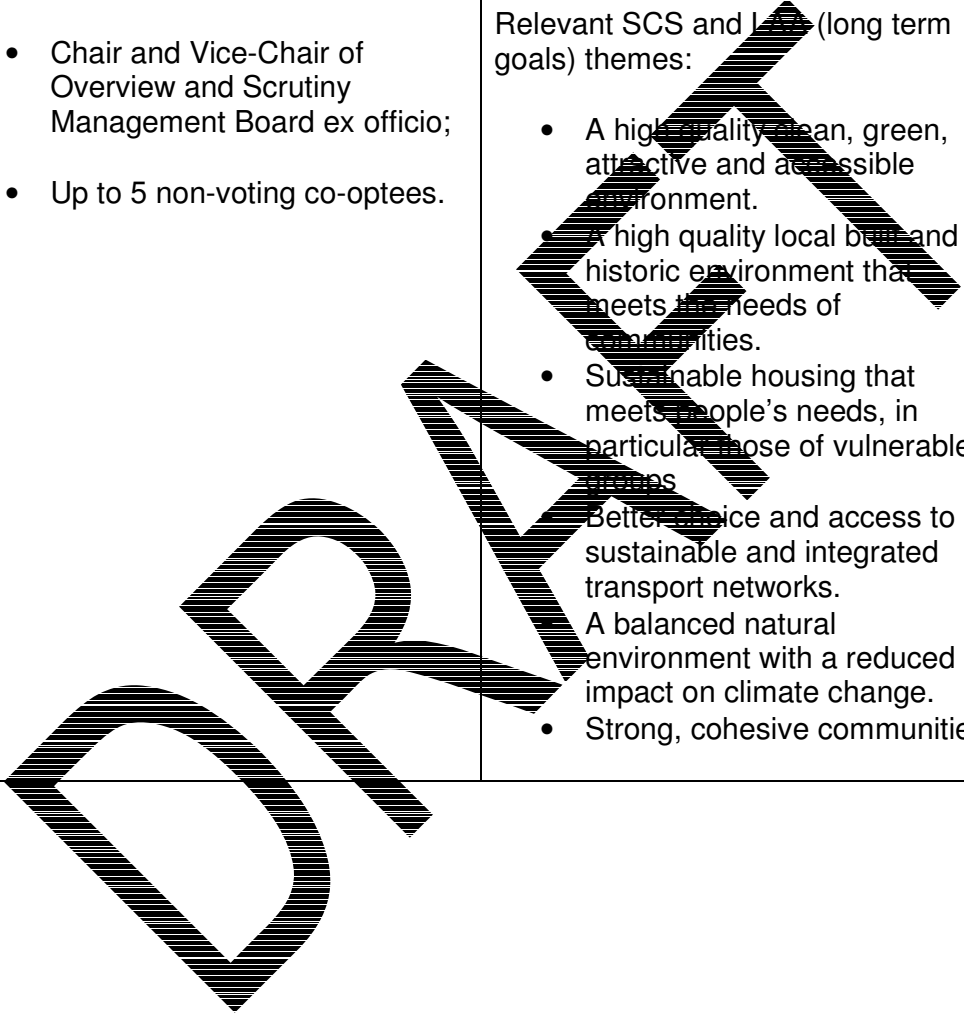 • Chair and Vice-Chair of
Overview and Scrutiny
Management Board ex officio;
• Up to 5 non-voting co-optees.
Relevant SCS and LAA (long term
goals) themes:
• A high quality clean, green,
attractive and accessible
environment.
• A high quality local built and
historic environment that
meets the needs of
communities.
• Sustainable housing that
meets people’s needs, in
particular those of vulnerable
groups
• Better choice and access to
sustainable and integrated
transport networks.
• A balanced natural
environment with a reduced
impact on climate change.
• Strong, cohesive communitie
DRAFT